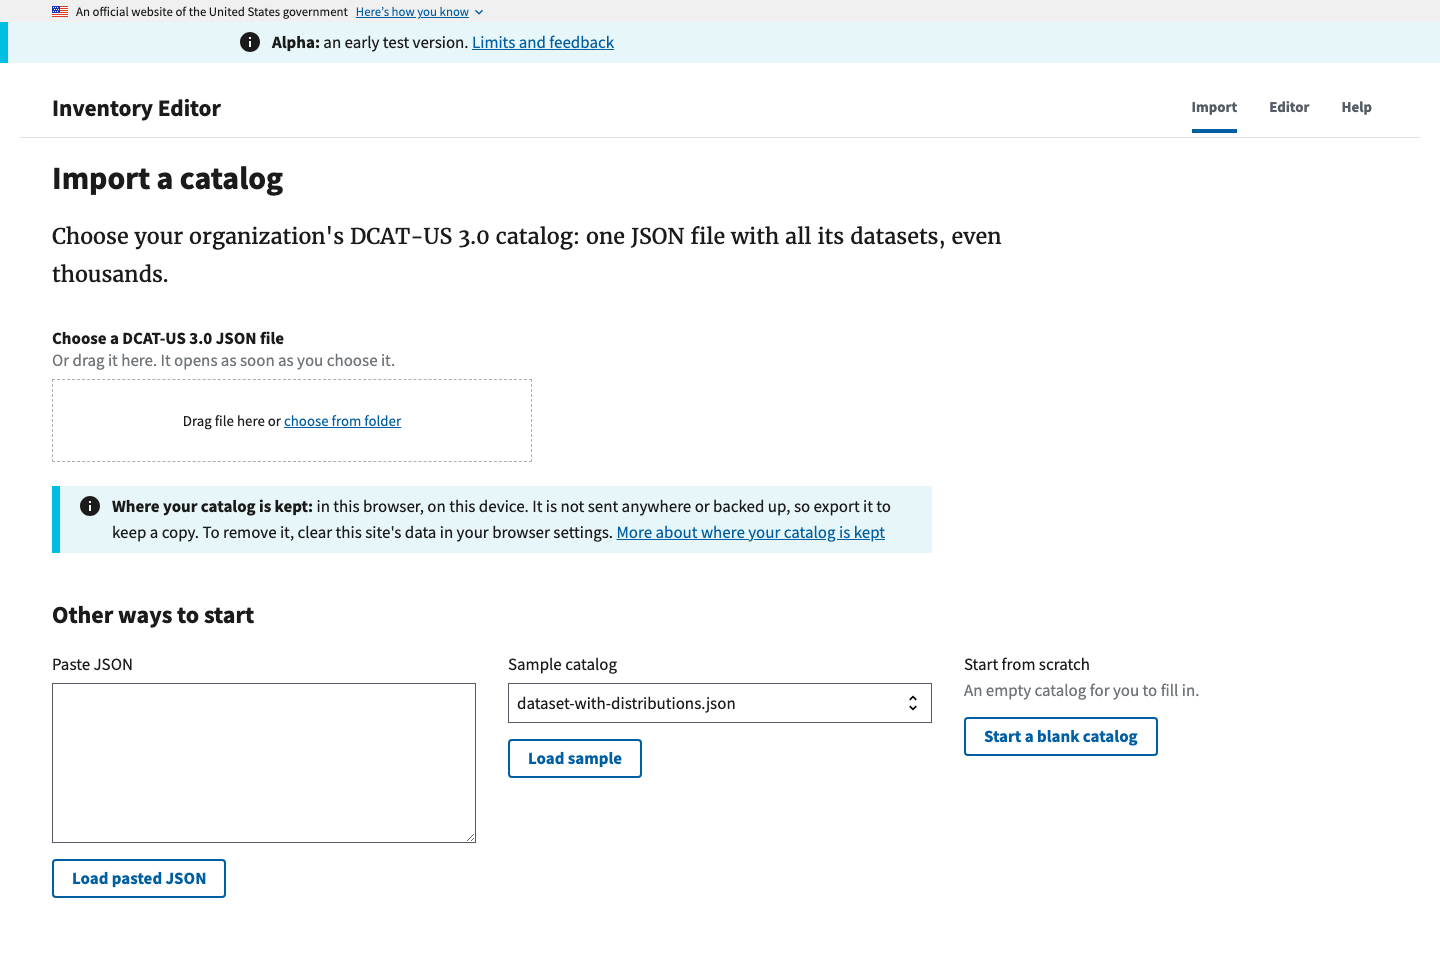 An official website of the United States government Here's how you know
Alpha: an early test version. Limits and feedback
Inventory Editor
Import
Editor
Help
Import a catalog
Choose your organization's DCAT-US 3.0 catalog: one JSON file with all its datasets, even
thousands.
Choose a DCAT-US 3.0 JSON file
Or drag it here. It opens as soon as you choose it.
Drag file here or choose from folder
Where your catalog is kept: in this browser, on this device. It is not sent anywhere or backed up, so export it to
keep a copy. To remove it, clear this site's data in your browser settings. More about where your catalog is kept
Other ways to start
Paste JSON
Load pasted JSON
Sample catalog
dataset-with-distributions.json
Load sample
Start from scratch
An empty catalog for you to fill in.
Start a blank catalog